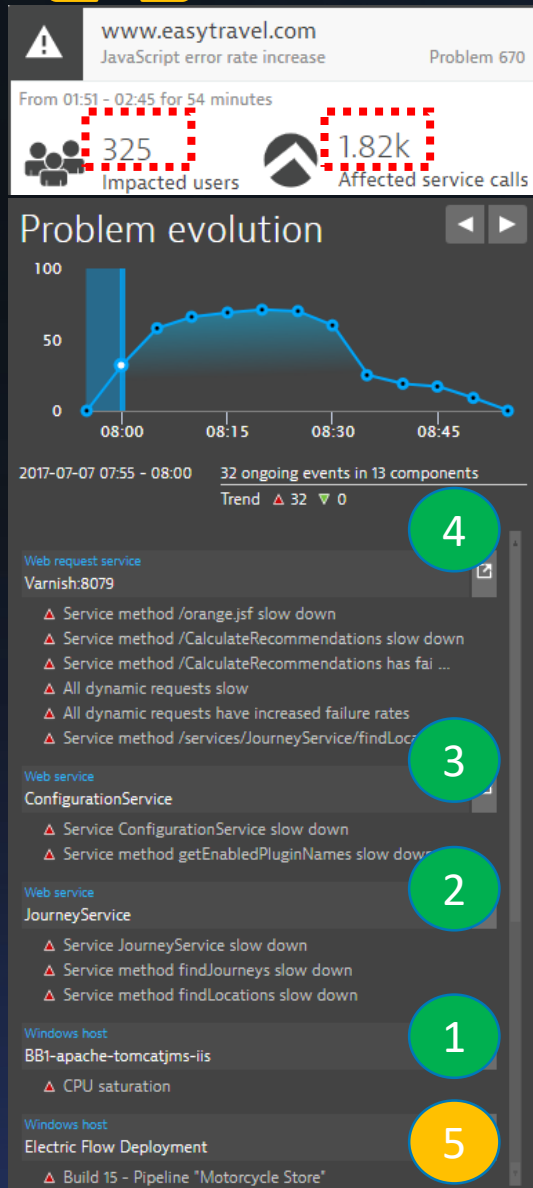 www.easytravel.com
JavaScript error rate increase Problem 670
From 01:51 - 02:45 for 54 minutes
325
Impacted users
1.82k
Affected service calls
Problem evolution
100
50
0
08:00 08:15 08:30 08:45
2017-07-07 07:55 - 08:00 32 ongoing events in 13 components
Trend 32 0
4
Web request service
Varnish:8079
Service method /orange.jsf slow down
Service method /CalculateRecommendations slow down
Service method /CalculateRecommendations has fai ...
All dynamic requests slow
All dynamic requests have increased failure rates
Service method /services/JourneyService/findLoca
3
Web service
ConfigurationService
Service ConfigurationService slow down
Service method getEnabledPluginNames slow down
2
Web service
JourneyService
Service JourneyService slow down
Service method findJourneys slow down
Service method findLocations slow down
1
Windows host
BB1-apache-tomcatjms-iis
CPU saturation
Windows host
Electric Flow Deployment
5
Build 15 - Pipeline "Motorcycle Store"